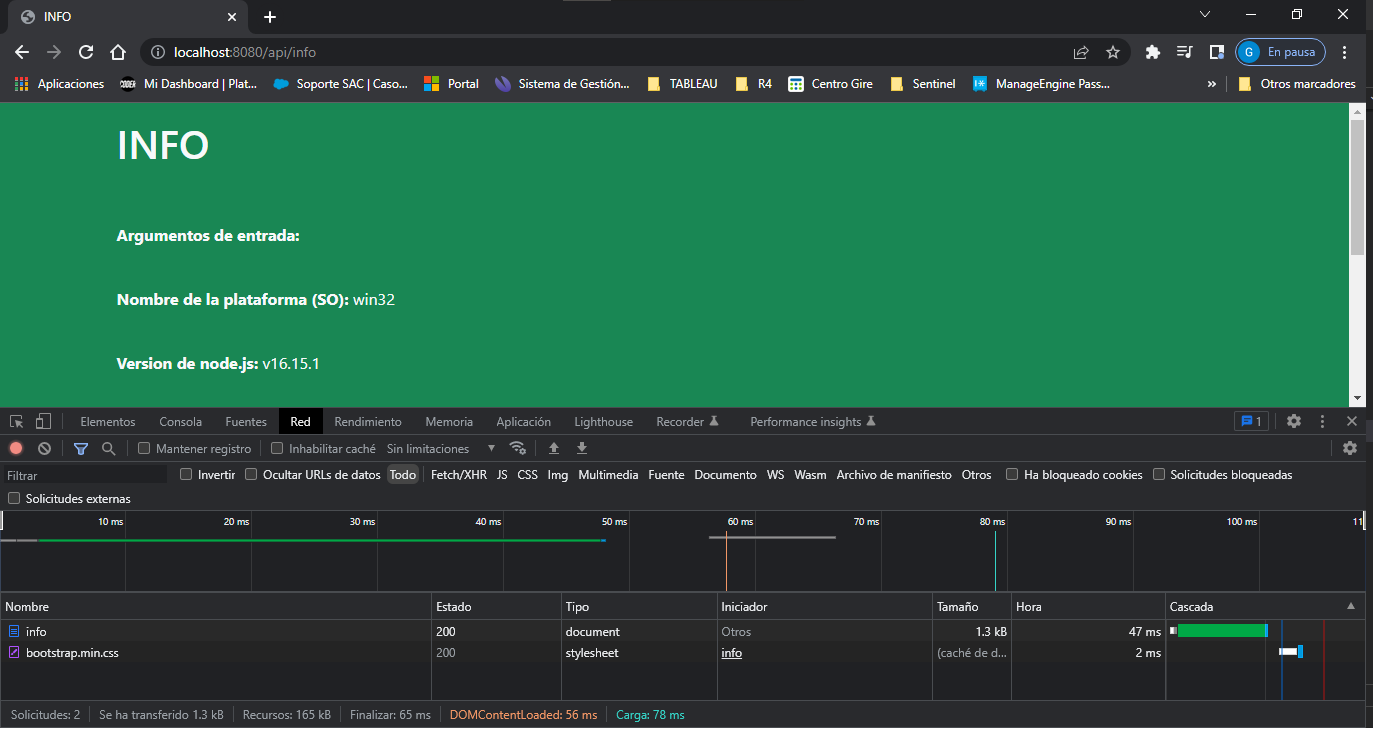 INFO
localhost:8080/api/info
G En pausa
Aplicaciones CODER Mi Dashboard | Plat... Soporte SAC | Caso... Portal Sistema de Gestión... TABLEAU R4 Centro Gire Sentinel ManageEngine Pass... » Otros marcadores
INFO
Argumentos de entrada:
Nombre de la plataforma (SO): win32
Version de node.js: v16.15.1
Elementos Consola Fuentes Red Rendimiento Memoria Aplicación Lighthouse Recorder Performance insights 1
Mantener registro Inhabilitar caché Sin limitaciones
Filtrar Invertir Ocultar URLs de datos Todo Fetch/XHR JS CSS Img Multimedia Fuente Documento WS Wasm Archivo de manifiesto Otros Ha bloqueado cookies Solicitudes bloqueadas
Solicitudes externas
10 ms 20 ms 30 ms 40 ms 50 ms 60 ms 70 ms 80 ms 90 ms 100 ms 11
Nombre Estado Tipo Iniciador Tamaño Hora Cascada
info 200 document Otros 1.3 kB 47 ms
bootstrap.min.css 200 stylesheet info (caché de d... 2 ms
Solicitudes: 2 Se ha transferido 1.3 kB Recursos: 165 kB Finalizar: 65 ms DOMContentLoaded: 56 ms Carga: 78 ms